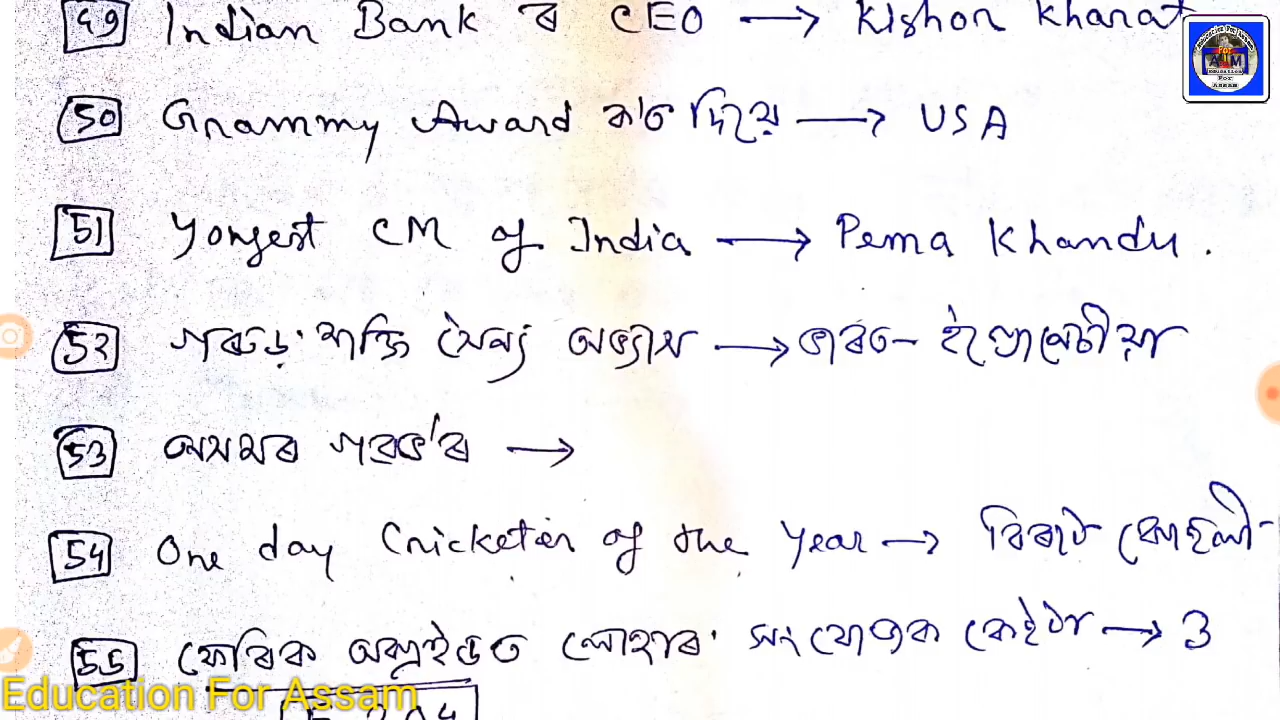 49 Indian Bank ৰ CEO → Kishor Kharat
50 Grammy Award ক'ত দিয়ে → USA
51 Yongest CM of India → Pema Khandu.
52 গৰুড় শক্তি সৈন্য অভ্যাস → ভাৰত - ইণ্ডোনেচীয়া
53 অসমৰ গৱৰ্ণ'ৰ →
54 One day Cricketer of the Year → বিৰাট কোহলী
55 ফেৰিক অক্সাইডত লোহাৰ সংযোজক কেইটা → 3
Education For Assam
For
AIM